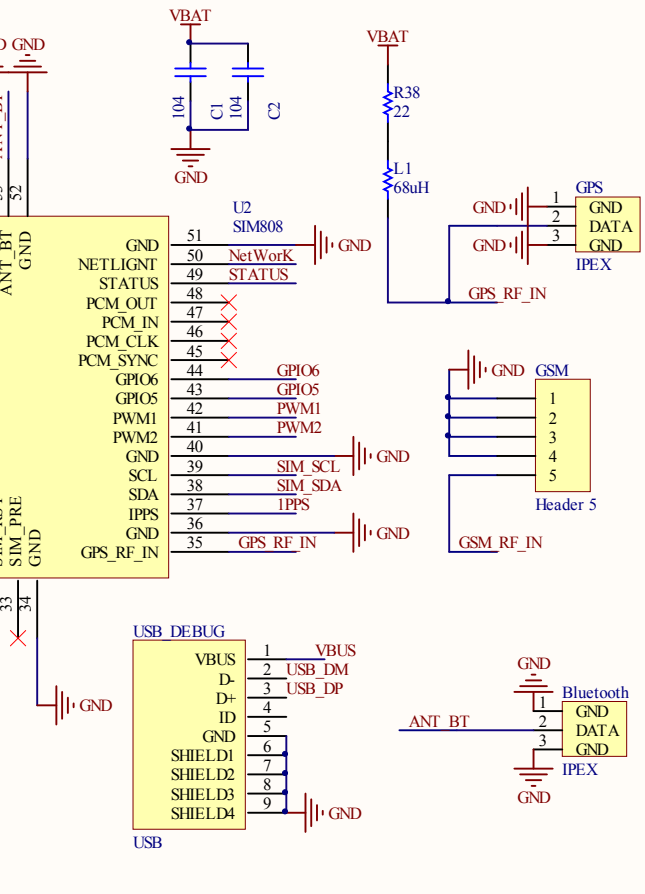 VBAT
GND
104
C1
104
C2
GND
VBAT
R38
22
L1
68uH
GPS
GND
1
GND
2
DATA
GND
3
GND
IPEX
GPS_RF_IN
52
ANT_BT
GND
U2
SIM808
GND
51
GND
NETLIGNT
50
NetWorK
STATUS
49
STATUS
PCM_OUT
48
PCM_IN
47
PCM_CLK
46
PCM_SYNC
45
GPIO6
44
GPIO6
GPIO5
43
GPIO5
PWM1
42
PWM1
PWM2
41
PWM2
GND
40
GND
SCL
39
SIM_SCL
SDA
38
SIM_SDA
IPPS
37
1PPS
GND
36
GND
GPS_RF_IN
35
GPS_RF_IN
SIM_PRE
GND
33
34
GND
GND
GSM
1
2
3
4
5
Header 5
GSM_RF_IN
USB_DEBUG
VBUS
1
VBUS
D-
2
USB_DM
D+
3
USB_DP
ID
4
GND
5
SHIELD1
6
SHIELD2
7
SHIELD3
8
SHIELD4
9
GND
USB
GND
Bluetooth
1
GND
ANT_BT
2
DATA
3
GND
IPEX
GND